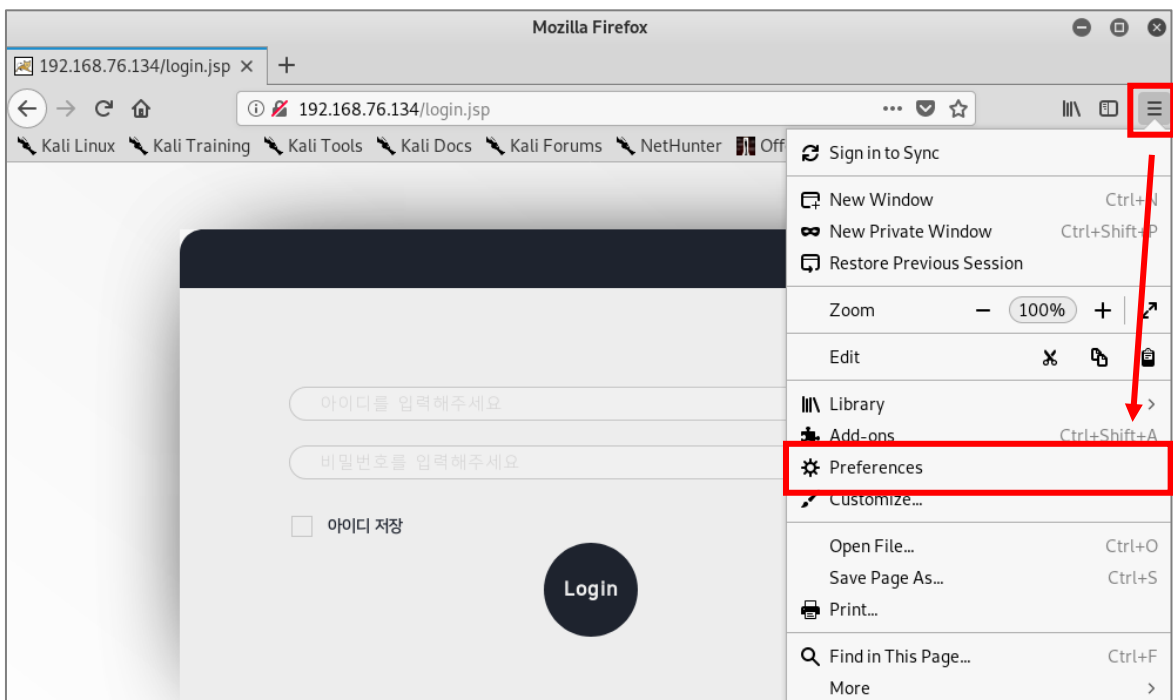 Mozilla Firefox
192.168.76.134/login.jsp
192.168.76.134/login.jsp
Kali Linux Kali Training Kali Tools Kali Docs Kali Forums NetHunter Off
Sign in to Sync
New Window Ctrl+N
New Private Window Ctrl+Shift+P
Restore Previous Session
Zoom 100%
Edit
Library
Add-ons Ctrl+Shift+A
Preferences
Customize...
Open File... Ctrl+O
Save Page As... Ctrl+S
Print...
Find in This Page... Ctrl+F
More
아이디를 입력해주세요
비밀번호를 입력해주세요
아이디 저장
Login